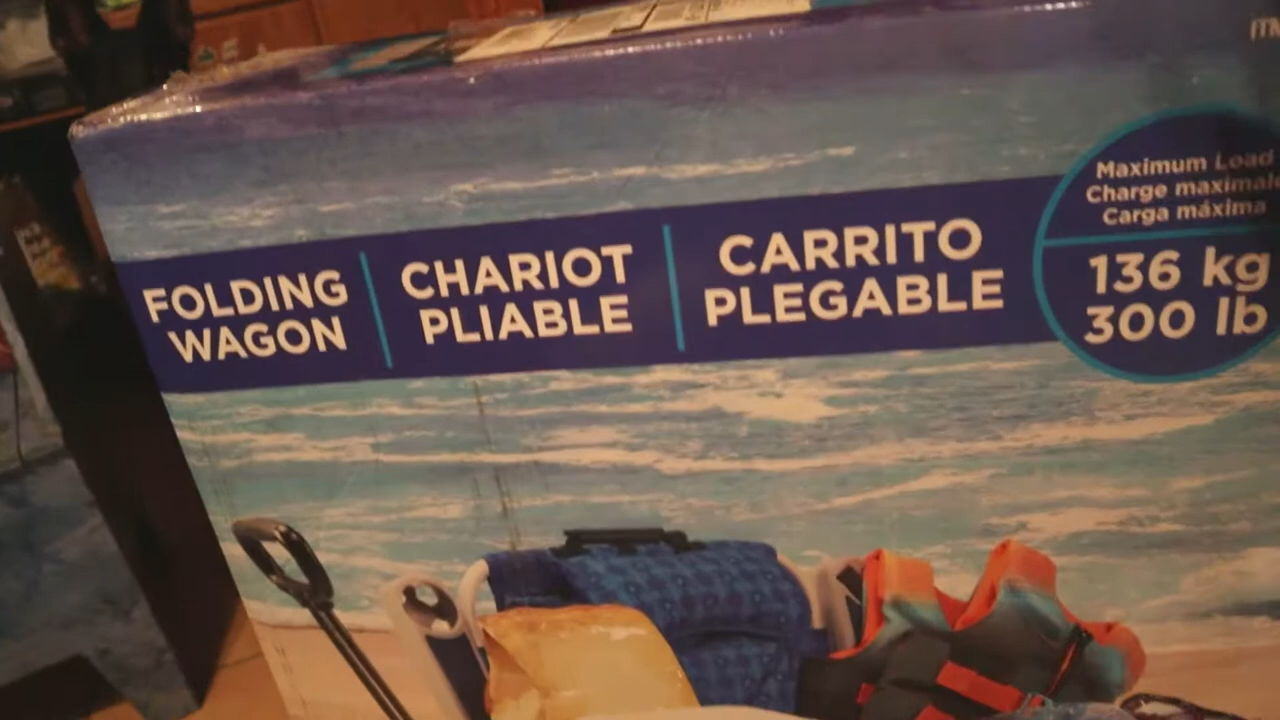 FOLDING
WAGON
CHARIOT
PLIABLE
CARRITO
PLEGABLE
Maximum Load
Charge maximale
Carga máxima
136 kg
300 lb